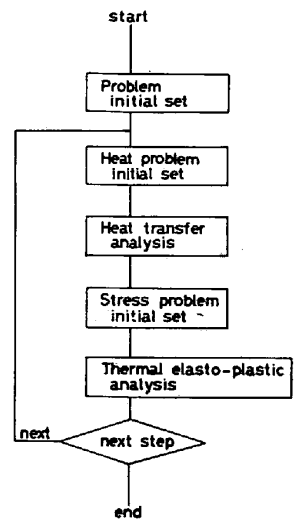 start
Problem
initial set
Heat problem
initial set
Heat transfer
analysis
Stress problem
initial set
Thermal elasto-plastic
analysis
next
next step
end